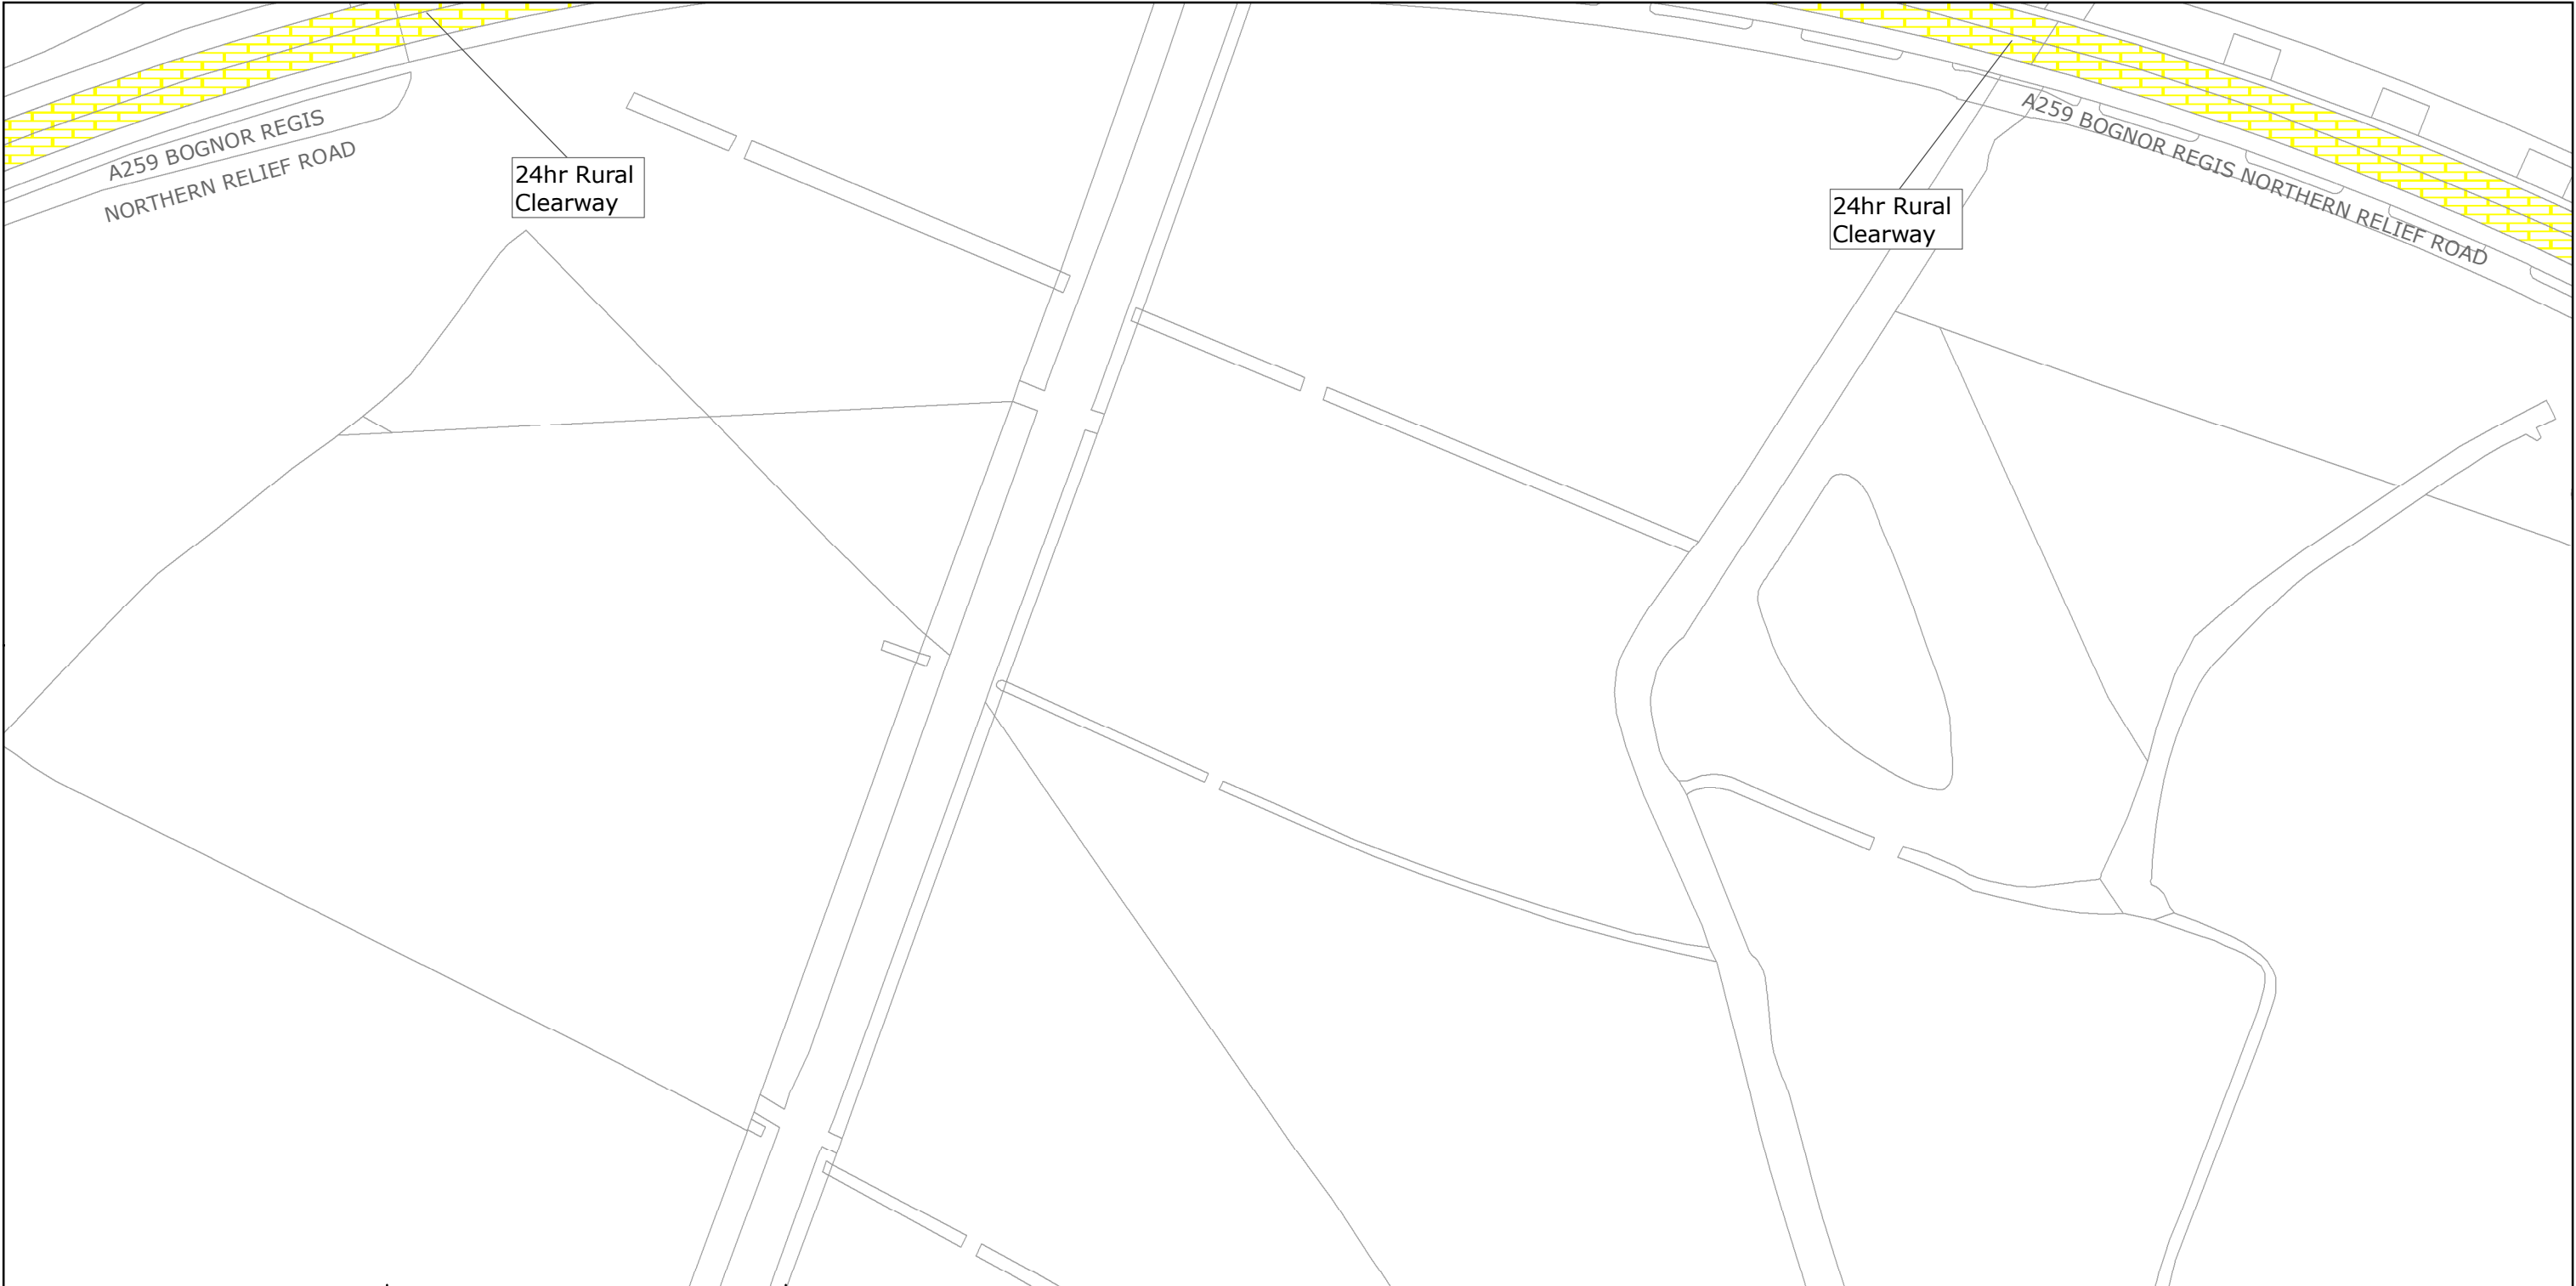 A259 BOGNOR REGIS
NORTHERN RELIEF ROAD
24hr Rural
Clearway
24hr Rural
Clearway
A259 BOGNOR REGIS NORTHERN RELIEF ROAD